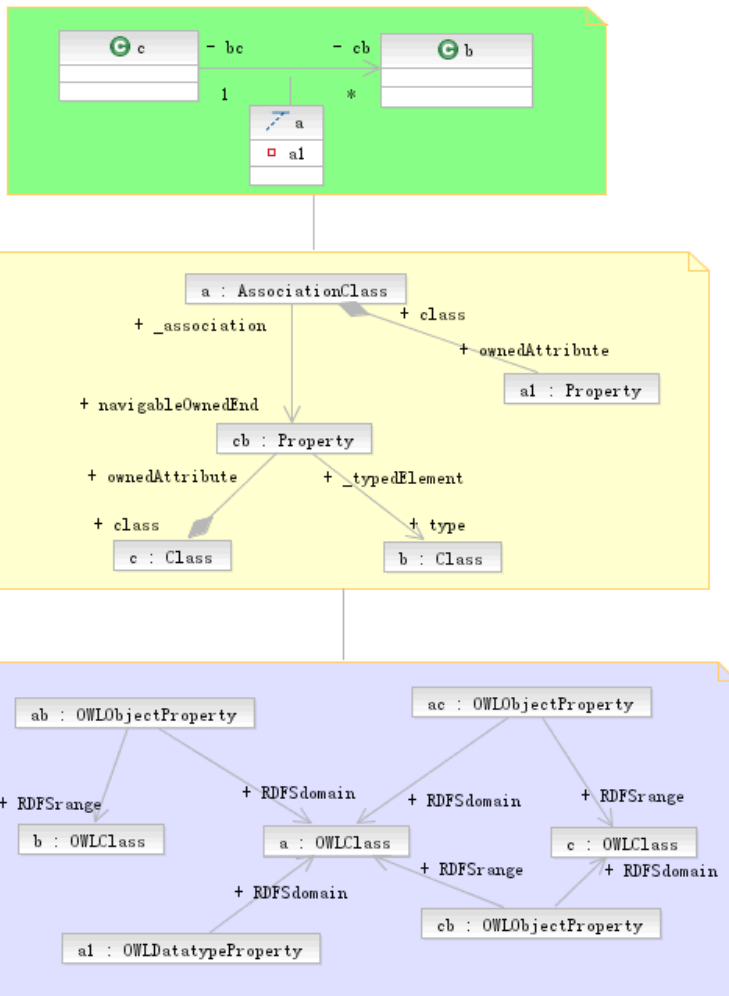 C c
- bc
- cb
C b
1
*
a
a1
a : AssociationClass
+ class
+ _association
+ ownedAttribute
a1 : Property
+ navigableOwnedEnd
cb : Property
+ ownedAttribute
+ _typedElement
+ class
+ type
c : Class
b : Class
ab : OWLObjectProperty
ac : OWLObjectProperty
+ RDFSrange
+ RDFSdomain
+ RDFSdomain
+ RDFSrange
b : OWLClass
a : OWLClass
c : OWLClass
+ RDFSdomain
+ RDFSrange
+ RDFSdomain
cb : OWLObjectProperty
a1 : OWLDatatypeProperty